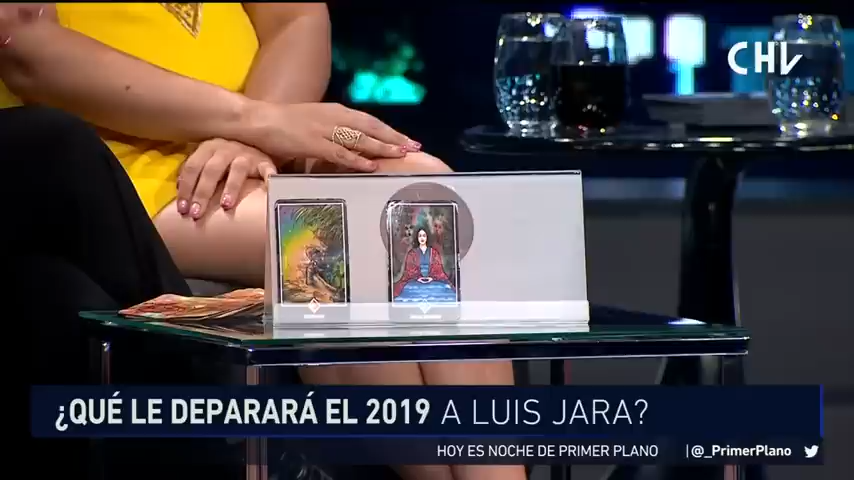 CHV
¿QUÉ LE DEPARARÁ EL 2019 A LUIS JARA?
HOY ES NOCHE DE PRIMER PLANO |@_PrimerPlano